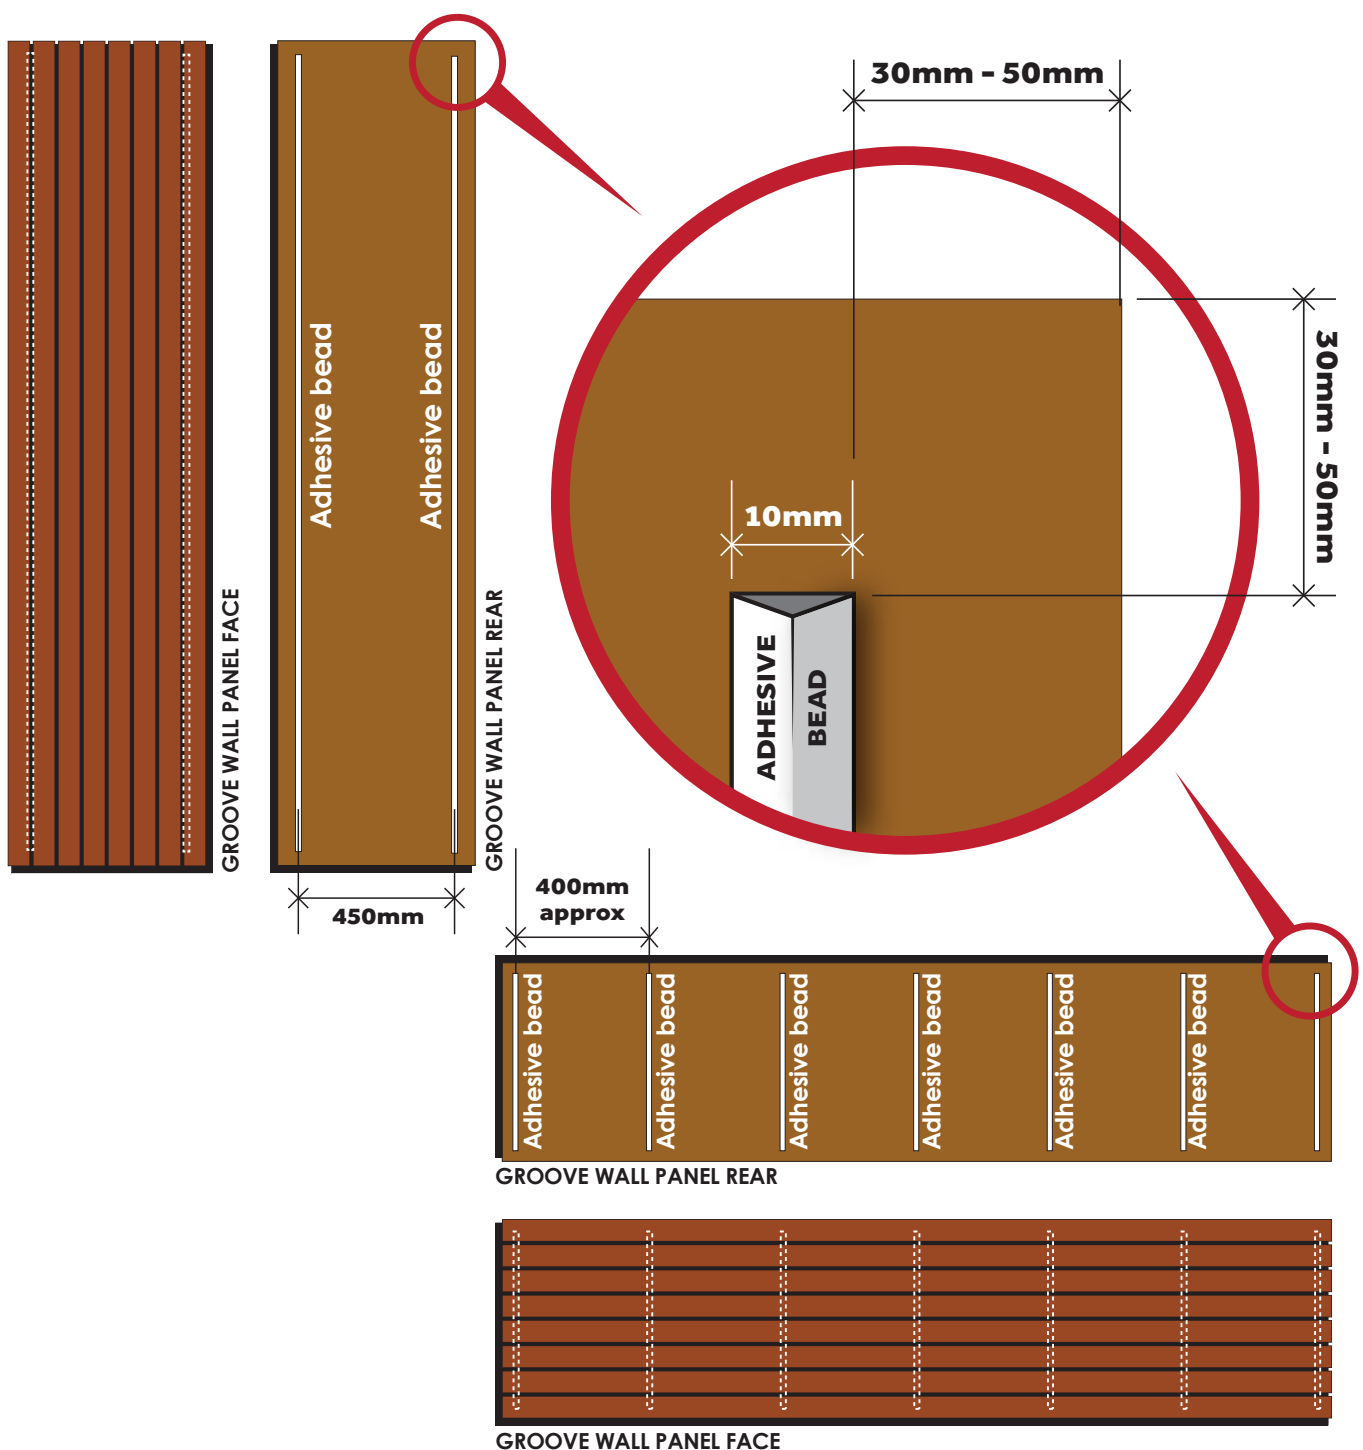 GROOVE WALL PANEL FACE
Adhesive bead
Adhesive bead
450mm
GROOVE WALL PANEL REAR
30mm - 50mm
30mm - 50mm
10mm
ADHESIVE
BEAD
400mm
approx
Adhesive bead
Adhesive bead
Adhesive bead
Adhesive bead
Adhesive bead
Adhesive bead
GROOVE WALL PANEL REAR
GROOVE WALL PANEL FACE